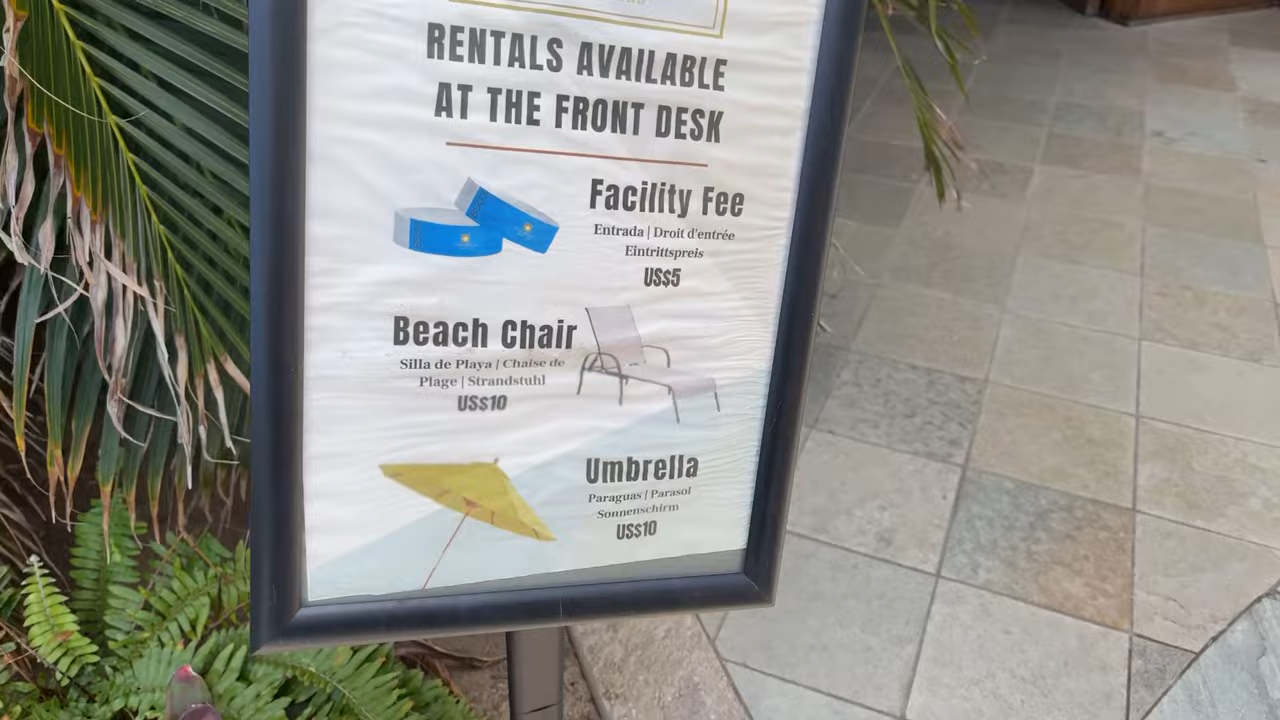 RENTALS AVAILABLE
AT THE FRONT DESK
Facility Fee
Entrada | Droit d'entrée
Eintrittspreis
US$5
Beach Chair
Silla de Playa | Chaise de
Plage | Strandstuhl
US$10
Umbrella
Paraguas | Parasol
Sonnenschirm
US$10